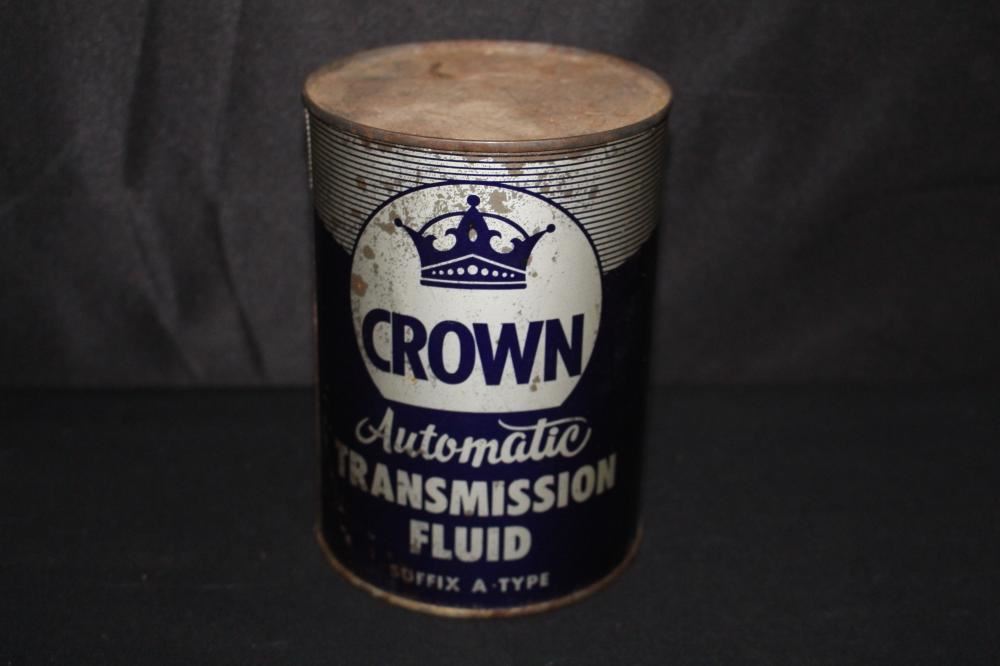 CROWN
Automatic
TRANSMISSION
FLUID
SUFFIX A-TYPE